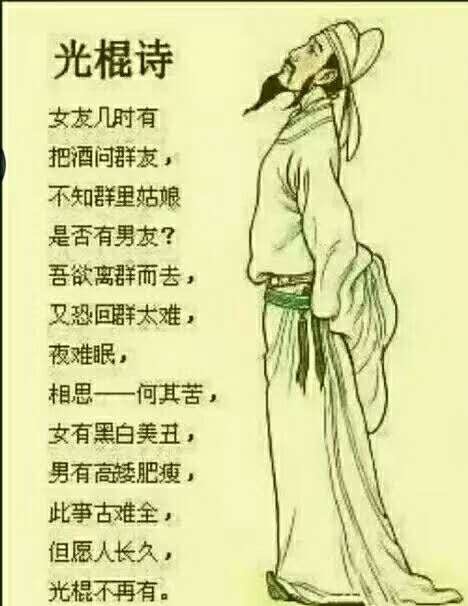 光棍诗
女友几时有
把酒问群友，
不知群里姑娘
是否有男友？
吾欲离群而去，
又恐回群太难，
夜难眠，
相思——何其苦，
女有黑白美丑，
男有高矮肥瘦，
此事古难全，
但愿人长久，
光棍不再有。